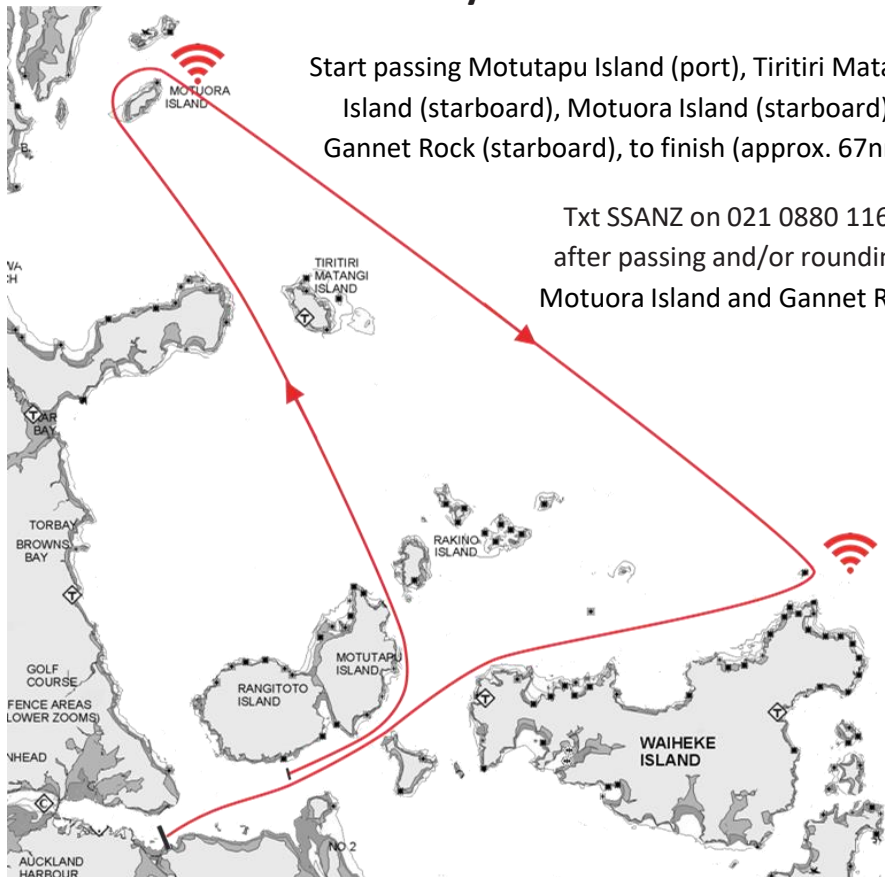 MOTUORA
ISLAND
Start passing Motutapu Island (port), Tiritiri Mata
Island (starboard), Motuora Island (starboard)
Gannet Rock (starboard), to finish (approx. 67n
Txt SSANZ on 021 0880 116
after passing and/or roundin
Motuora Island and Gannet R
TIRITIRI
MATANGI
ISLAND
T
T
BAY
TORBAY
BROWNS
BAY
T
RAKINO
ISLAND
GOLF
COURSE
FENCE AREAS
LOWER ZOOMS)
NHEAD
MOTUTAPU
ISLAND
RANGITOTO
ISLAND
T
T
WAIHEKE
ISLAND
C
NO 2
AUCKLAND
HARBOUR